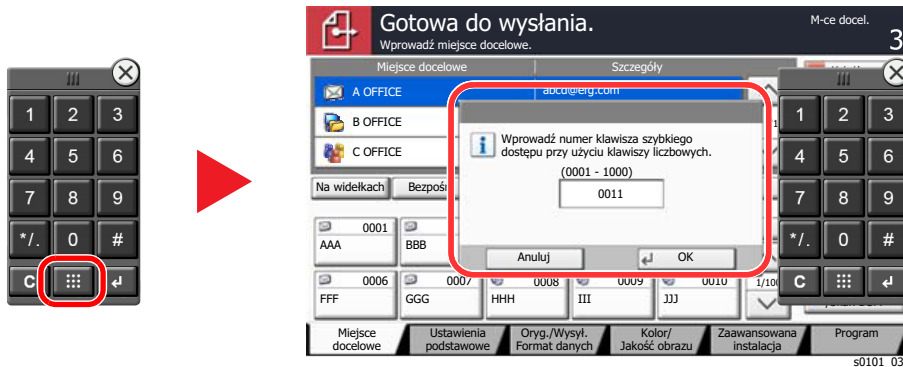 1 2 3
4 5 6
7 8 9
*/. 0 #
C
Gotowa do wysłania.
Wprowadź miejsce docelowe.
M-ce docel.
3
Miejsce docelowe
Szczegóły
A OFFICE
abcd@efg.com
B OFFICE
C OFFICE
Wprowadź numer klawisza szybkiego
dostępu przy użyciu klawiszy liczbowych.
(0001 - 1000)
0011
Anuluj
OK
1 2 3
4 5 6
7 8 9
*/. 0 #
C
Na widełkach
0001
AAA
BBB
0006
FFF
0007
GGG
0008
HHH
0009
III
0010
JJJ
Miejsce
docelowe
Ustawienia
podstawowe
Oryg./Wysył.
Format danych
Kolor/
Jakość obrazu
Zaawansowana
instalacja
Program
s0101_03